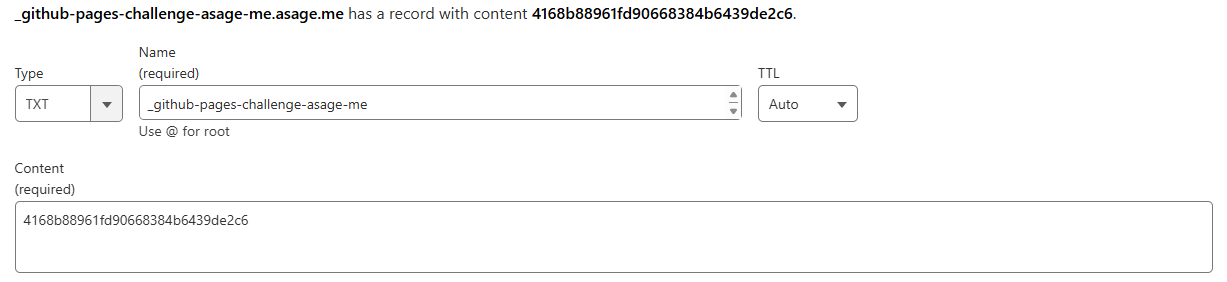 _github-pages-challenge-asage-me.asage.me has a record with content 4168b88961fd90668384b6439de2c6.
Name
Type (required) TTL
TXT _github-pages-challenge-asage-me Auto
Use @ for root
Content
(required)
4168b88961fd90668384b6439de2c6